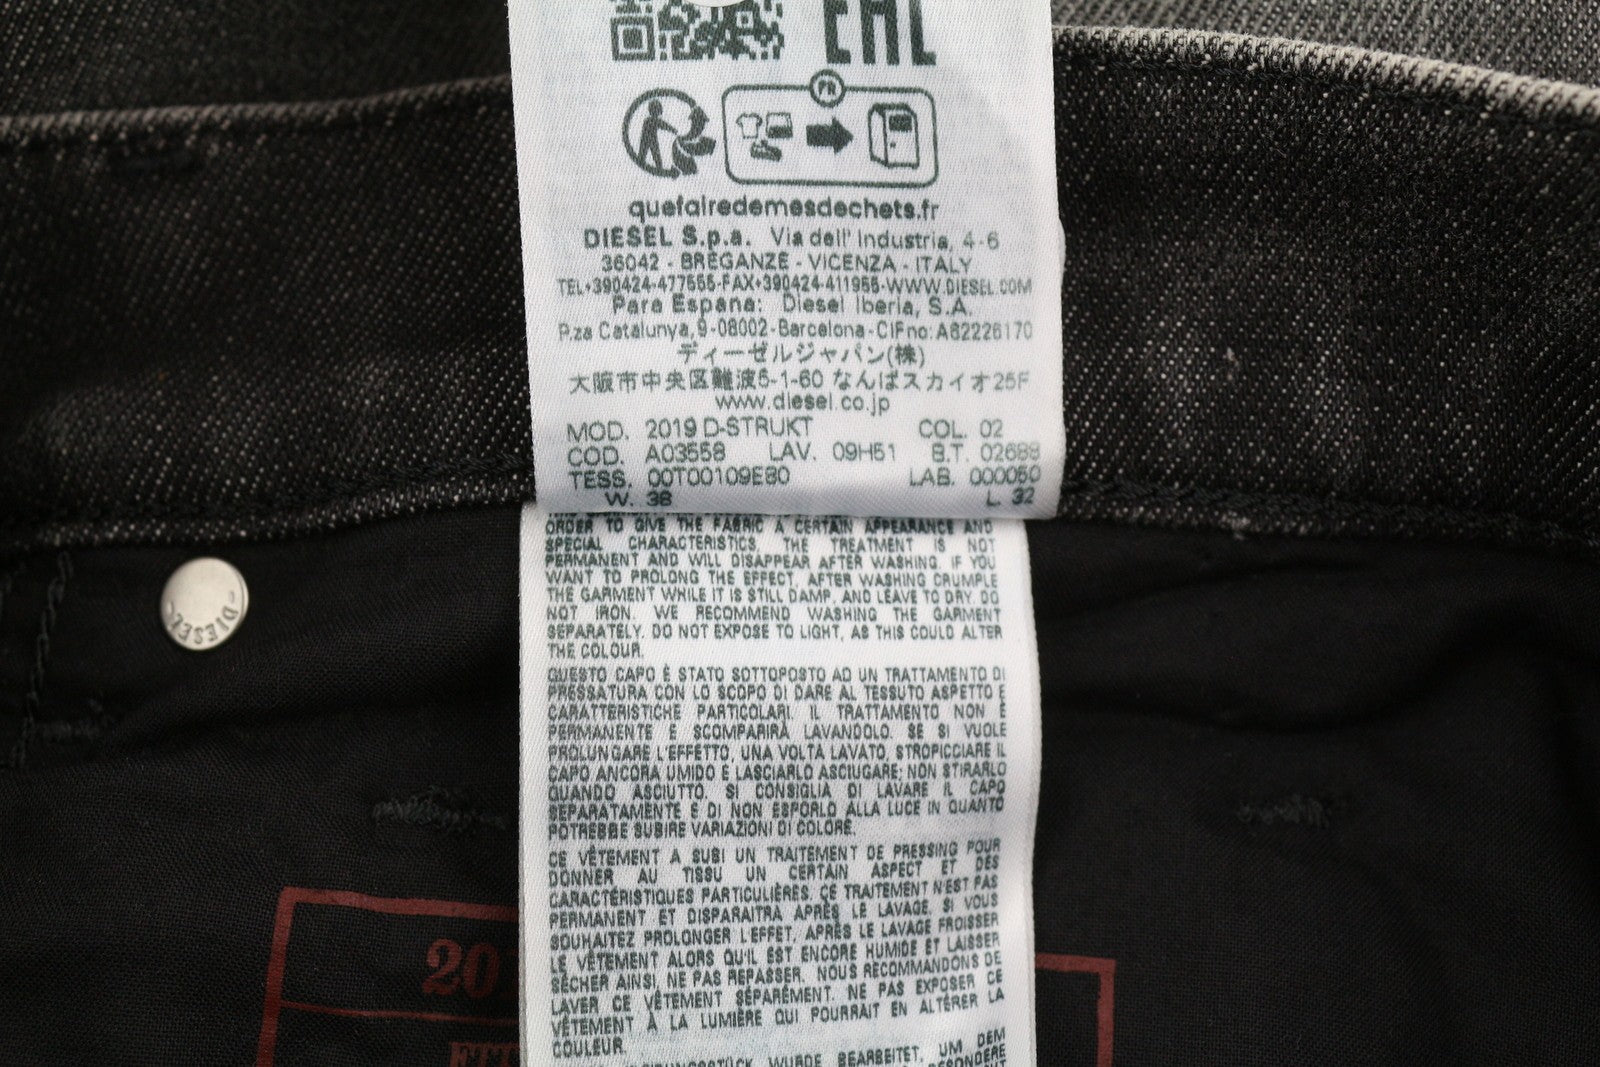 EAC
FR
quefairedemesdechets.fr
DIESEL S.p.a. Via dell' Industria, 4-6
36042 - BREGANZE - VICENZA - ITALY
TEL+390424-477555-FAX+390424-411955-WWW.DIESEL.COM
Para Espana: Diesel Iberia, S.A.
P.za Catalunya,9-08002-Barcelona-CIFno:A62226170
ディーゼルジャパン(株)
大阪市中央区難波5-1-60 なんばスカイオ25F
www.diesel.co.jp
MOD. 2019 D-STRUKT COL. 02
COD. A03558 LAV. 09H51 B.T. 02688
TESS. 00T00109E80 LAB. 000050
W. 38 L 32
ORDER TO GIVE THE FABRIC A CERTAIN APPEARANCE AND
SPECIAL CHARACTERISTICS. THE TREATMENT IS NOT
PERMANENT AND WILL DISAPPEAR AFTER WASHING. IF YOU
WANT TO PROLONG THE EFFECT, AFTER WASHING CRUMPLE
THE GARMENT WHILE IT IS STILL DAMP, AND LEAVE TO DRY. DO
NOT IRON. WE RECOMMEND WASHING THE GARMENT
SEPARATELY. DO NOT EXPOSE TO LIGHT, AS THIS COULD ALTER
THE COLOUR.
QUESTO CAPO È STATO SOTTOPOSTO AD UN TRATTAMENTO DI
PRESSATURA CON LO SCOPO DI DARE AL TESSUTO ASPETTO E
CARATTERISTICHE PARTICOLARI. IL TRATTAMENTO NON È
PERMANENTE E SCOMPARIRÀ LAVANDOLO. SE SI VUOLE
PROLUNGARE L'EFFETTO, UNA VOLTA LAVATO, STROPICCIARE IL
CAPO ANCORA UMIDO E LASCIARLO ASCIUGARE; NON STIRARLO
QUANDO ASCIUTTO. SI CONSIGLIA DI LAVARE IL CAPO
SEPARATAMENTE E DI NON ESPORLO ALLA LUCE IN QUANTO
POTREBBE SUBIRE VARIAZIONI DI COLORE.
CE VÊTEMENT A SUBI UN TRAITEMENT DE PRESSING POUR
DONNER AU TISSU UN CERTAIN ASPECT ET DES
CARACTÉRISTIQUES PARTICULIÈRES. CE TRAITEMENT N'EST PAS
PERMANENT ET DISPARAITRA APRÈS LE LAVAGE. SI VOUS
SOUHAITEZ PROLONGER L'EFFET, APRÈS LE LAVAGE FROISSER
LE VÊTEMENT ALORS QU'IL EST ENCORE HUMIDE ET LAISSER
SÉCHER AINSI, NE PAS REPASSER. NOUS RECOMMANDONS DE
LAVER CE VÊTEMENT SÉPARÉMENT. NE PAS EXPOSER CE
VÊTEMENT À LA LUMIÈRE QUI POURRAIT EN ALTÉRER LA
COULEUR.
WURDE BEARBEITET, UM DEM
BESONDERE
DIESEL
20
FIT